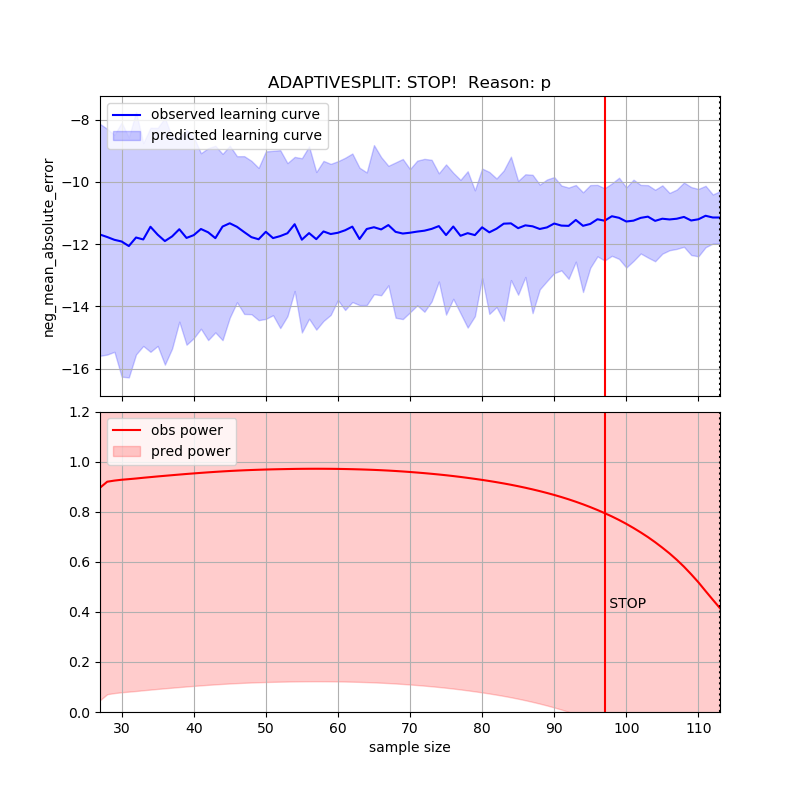 ADAPTIVESPLIT: STOP!  Reason: p
observed learning curve
predicted learning curve
neg_mean_absolute_error
−8
−10
−12
−14
−16
obs power
pred power
1.2
1.0
0.8
0.6
0.4
0.2
0.0
STOP
30 40 50 60 70 80 90 100 110
sample size